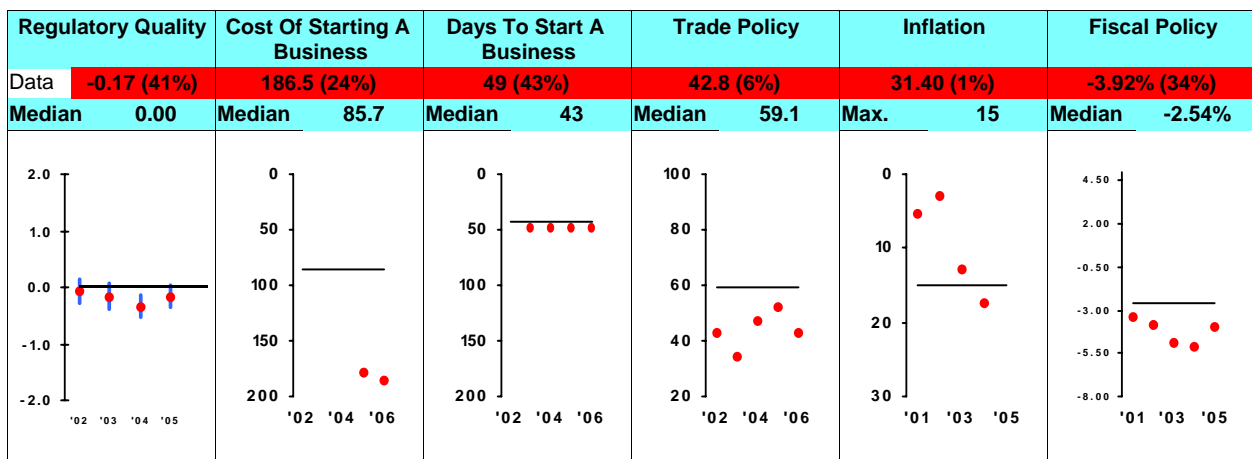 Regulatory Quality
Cost Of Starting A
Business
Days To Start A
Business
Trade Policy
Inflation
Fiscal Policy
Data -0.17 (41%) 186.5 (24%) 49 (43%) 42.8 (6%) 31.40 (1%) -3.92% (34%)
Median 0.00 Median 85.7 Median 43 Median 59.1 Max. 15 Median -2.54%
2.0
1.0
0.0
-1.0
-2.0
'02 '03 '04 '05
0
50
100
150
200
'02 '04 '06
0
50
100
150
200
'02 '04 '06
100
80
60
40
20
'02 '04 '06
0
10
20
30
'01 '03 '05
4.50
2.00
-0.50
-3.00
-5.50
-8.00
'01 '03 '05